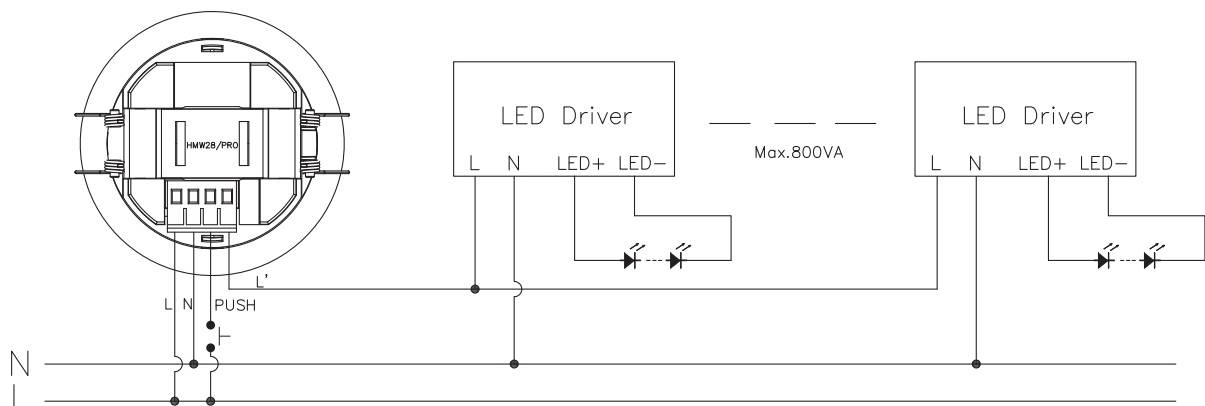 LED Driver
LED Driver
HMW28/PRO
Max.800VA
L N LED+ LED-
L N LED+ LED-
L'
L N PUSH
N